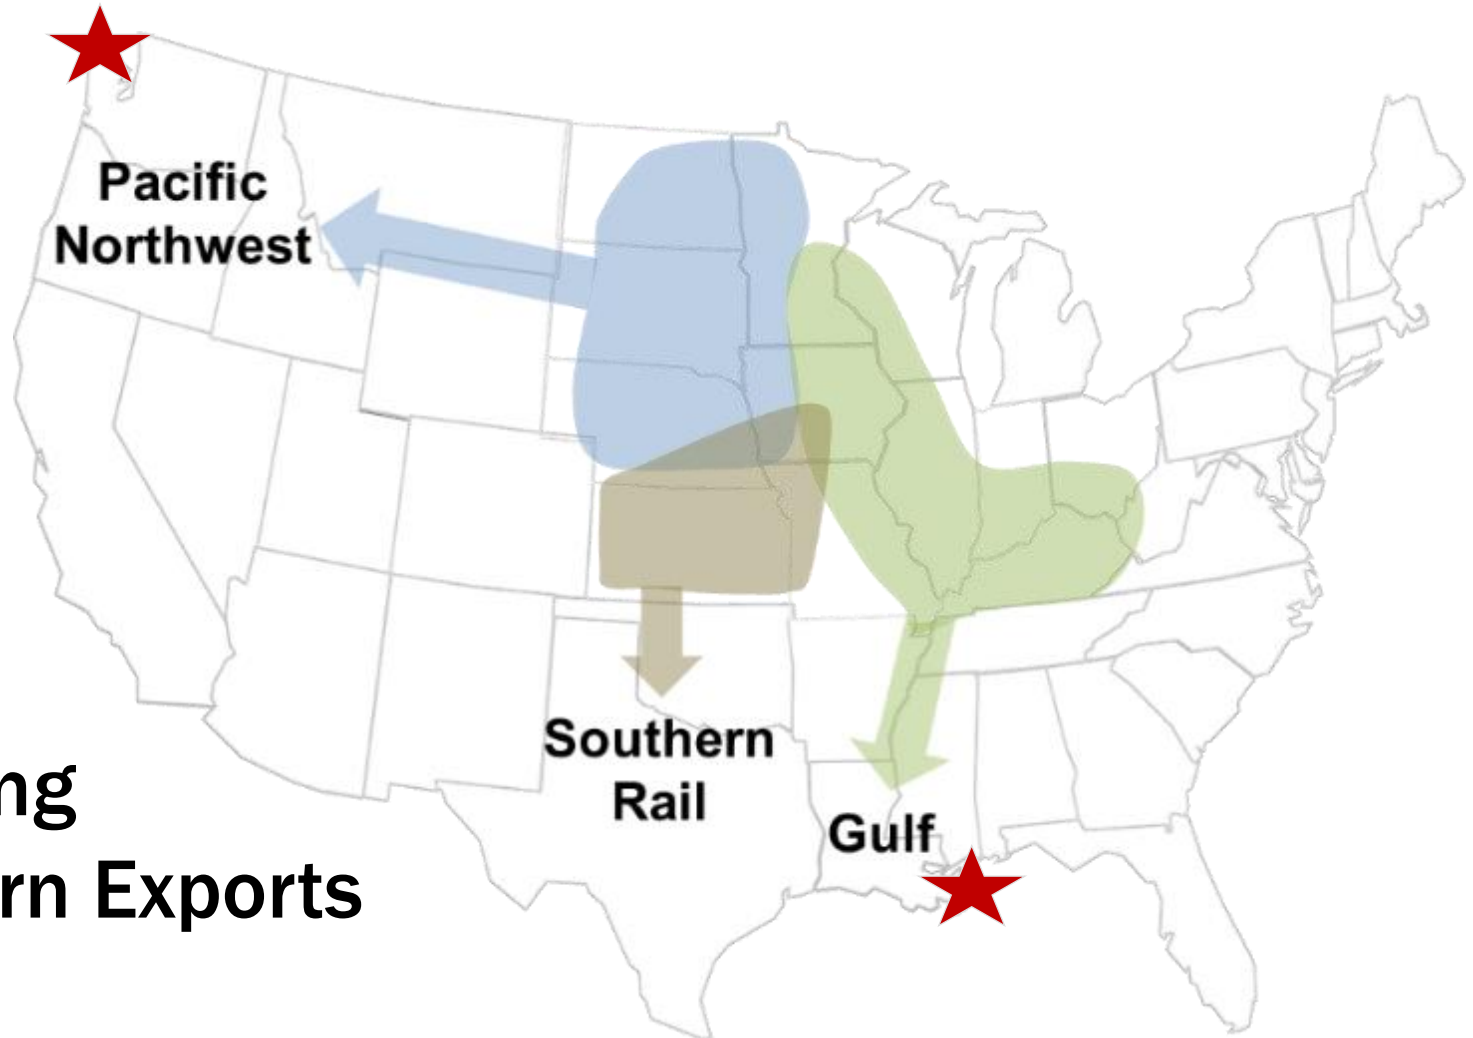 Pacific
Northwest
Southern
Rail
Gulf
ng
rn Exports